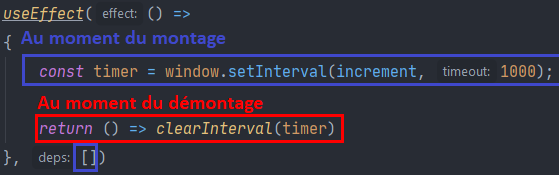 useEffect( effect: () =>
{ Au moment du montage
const timer = window.setInterval(increment, timeout: 1000);
Au moment du démontage
return () => clearInterval(timer)
}, deps: [])